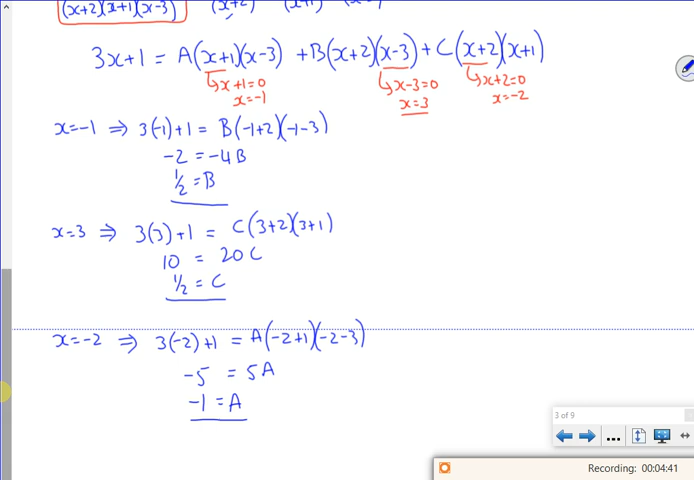 (x+2)(x+1)(x-3)
3x+1 = A(x+1)(x-3) + B(x+2)(x-3) + C(x+2)(x+1)
↳x+1=0 ↳x-3=0 ↳x+2=0
x=-1 x=3 x=-2
x=-1 ⇒ 3(-1)+1 = B(-1+2)(-1-3)
-2 = -4B
1/2 = B
x=3 ⇒ 3(3)+1 = C(3+2)(3+1)
10 = 20C
1/2 = C
x=-2 ⇒ 3(-2)+1 = A(-2+1)(-2-3)
-5 = 5A
-1 = A
3 of 9
...
Recording: 00:04:41